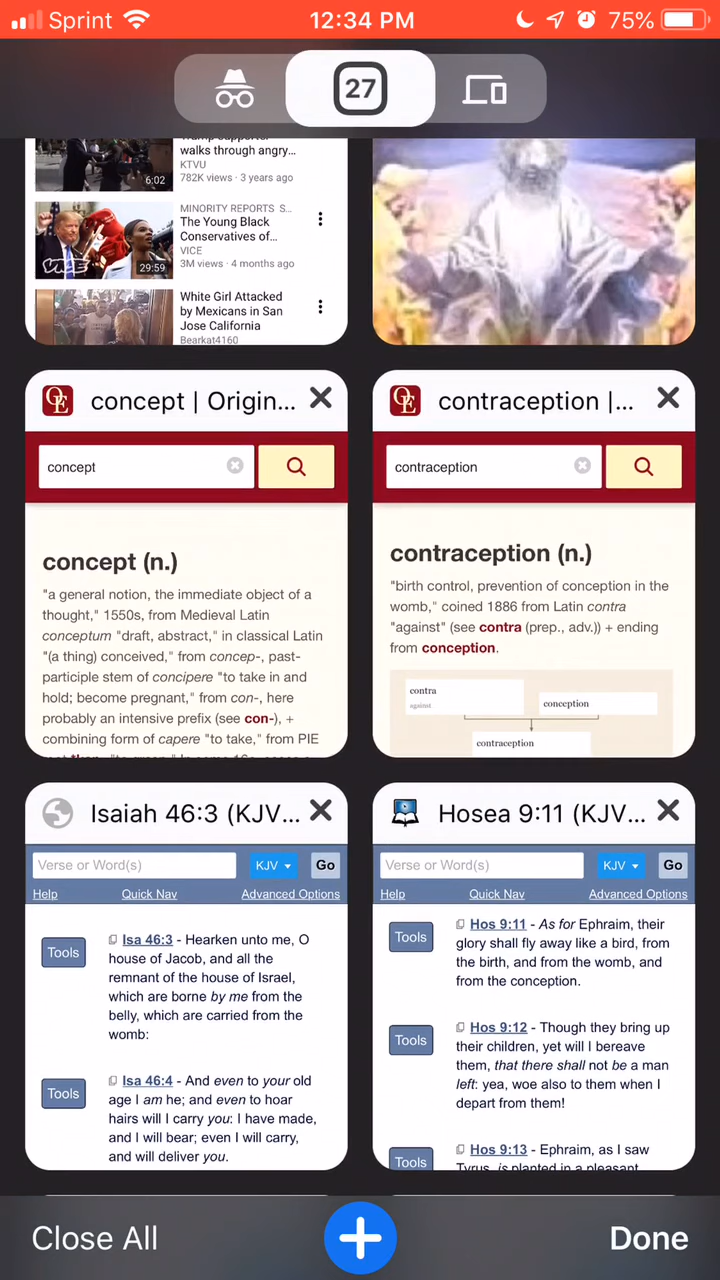 Sprint 12:34 PM 75%
27
Trump supporter
walks through angry...
KTVU
782K views · 3 years ago
6:02
MINORITY REPORTS S...
The Young Black
Conservatives of...
VICE
3M views · 4 months ago
VICE
29:59
White Girl Attacked
by Mexicans in San
Jose California
Bearkat4160
OE
concept | Origin...
concept
concept (n.)
"a general notion, the immediate object of a
thought," 1550s, from Medieval Latin
conceptum "draft, abstract," in classical Latin
"(a thing) conceived," from concep-, past-
participle stem of concipere "to take in and
hold; become pregnant," from con-, here
probably an intensive prefix (see con-), +
combining form of capere "to take," from PIE
OE
contraception |...
contraception
contraception (n.)
"birth control, prevention of conception in the
womb," coined 1886 from Latin contra
"against" (see contra (prep., adv.)) + ending
from conception.
contra
against
conception
contraception
Isaiah 46:3 (KJV...
Verse or Word(s) KJV Go
Help Quick Nav Advanced Options
Tools
Isa 46:3 - Hearken unto me, O
house of Jacob, and all the
remnant of the house of Israel,
which are borne by me from the
belly, which are carried from the
womb:
Tools
Isa 46:4 - And even to your old
age I am he; and even to hoar
hairs will I carry you: I have made,
and I will bear; even I will carry,
and will deliver you.
Hosea 9:11 (KJV...
Verse or Word(s) KJV Go
Help Quick Nav Advanced Options
Tools
Hos 9:11 - As for Ephraim, their
glory shall fly away like a bird, from
the birth, and from the womb, and
from the conception.
Tools
Hos 9:12 - Though they bring up
their children, yet will I bereave
them, that there shall not be a man
left: yea, woe also to them when I
depart from them!
Tools
Hos 9:13 - Ephraim, as I saw
Tyrus, is planted in a pleasant
Close All
Done